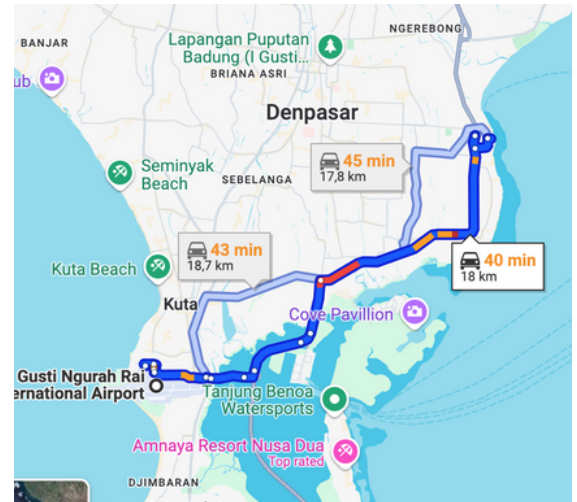 NGEREBONG
BANJAR
Lapangan Puputan
Badung (I Gusti...
BRIANA ASRI
ub
Denpasar
45 min
17,8 km
Seminyak
Beach
SEBELANGA
43 min
18,7 km
40 min
18 km
Kuta Beach
Kuta
Cove Pavillion
Gusti Ngurah Rai
ternational Airport
Tanjung Benoa
Watersports
Amnaya Resort Nusa Dua
Top rated
DJIMBARAN